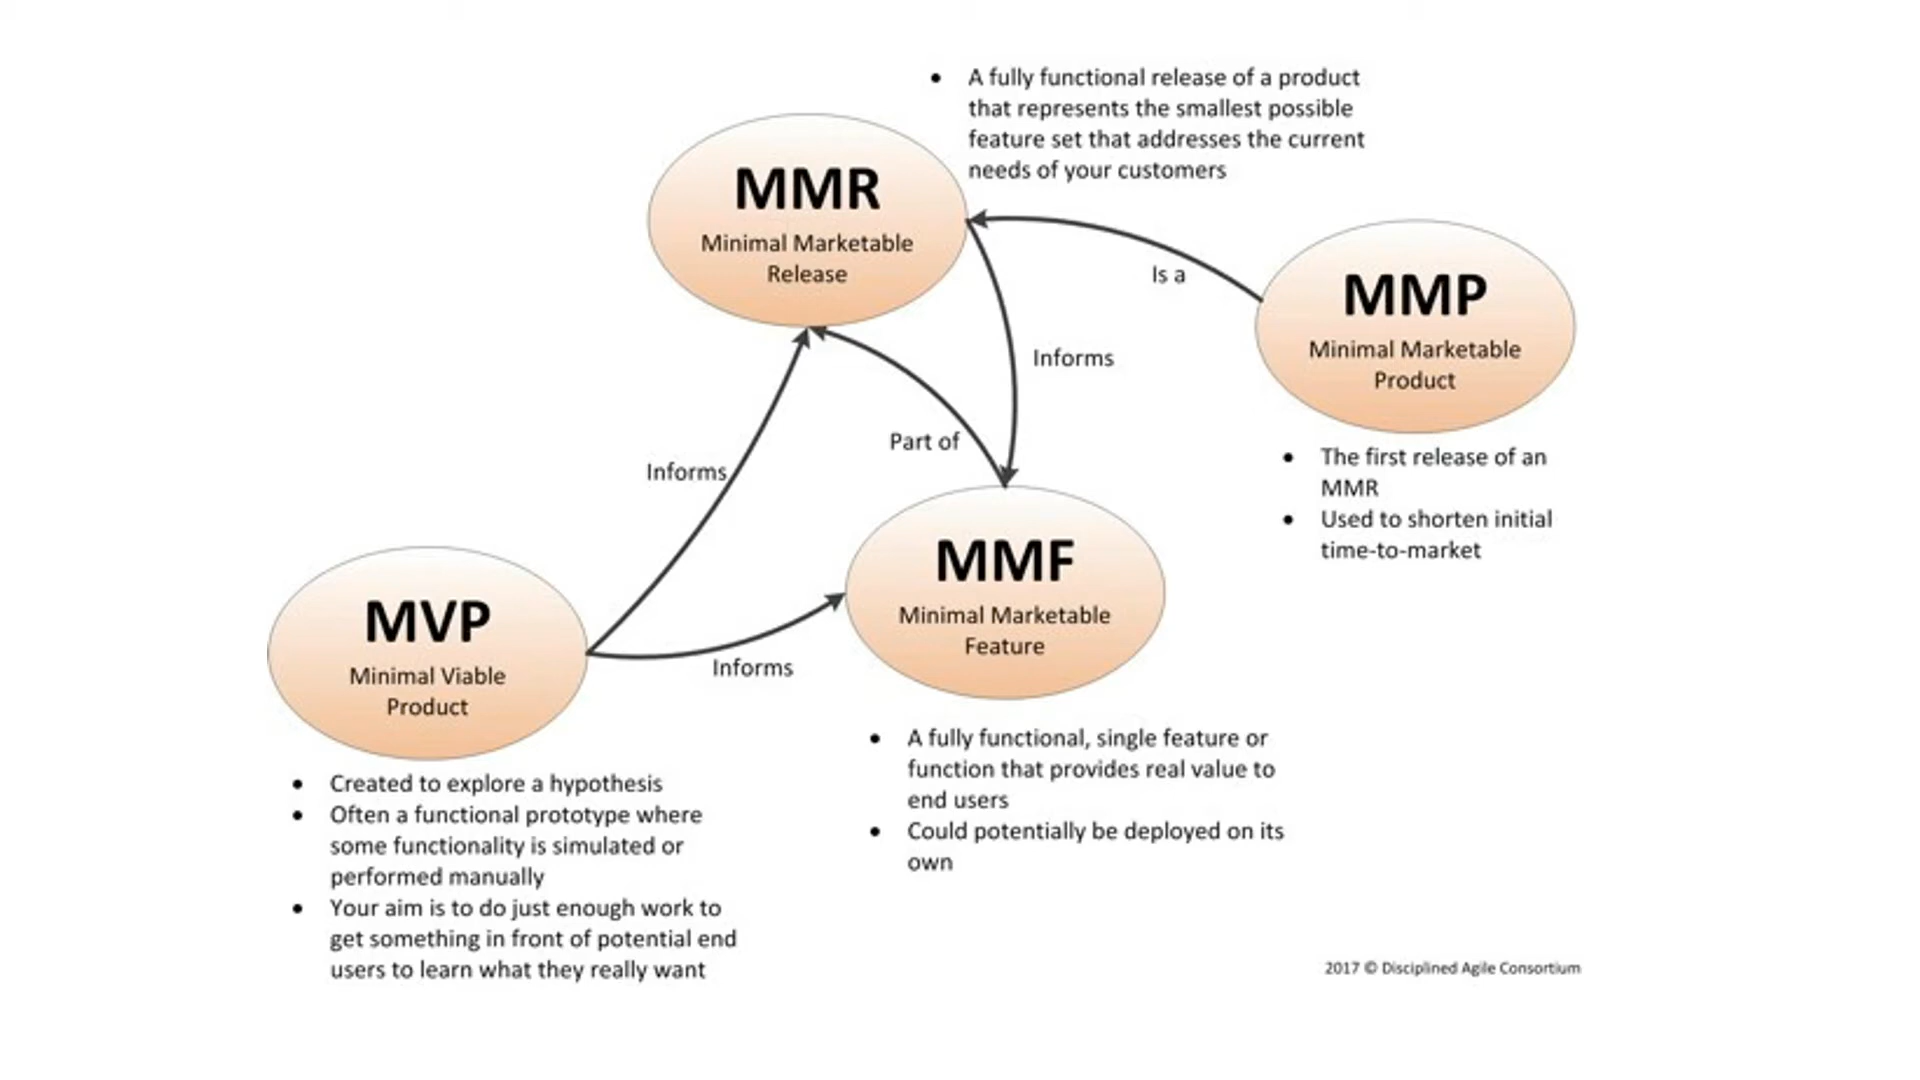 • A fully functional release of a product
that represents the smallest possible
feature set that addresses the current
needs of your customers
MMR
Minimal Marketable
Release
Is a
MMP
Minimal Marketable
Product
Informs
Part of
Informs
• The first release of an
MMR
• Used to shorten initial
time-to-market
MMF
Minimal Marketable
Feature
MVP
Minimal Viable
Product
Informs
• A fully functional, single feature or
function that provides real value to
end users
• Could potentially be deployed on its
own
• Created to explore a hypothesis
• Often a functional prototype where
some functionality is simulated or
performed manually
• Your aim is to do just enough work to
get something in front of potential end
users to learn what they really want
2017 © Disciplined Agile Consortium